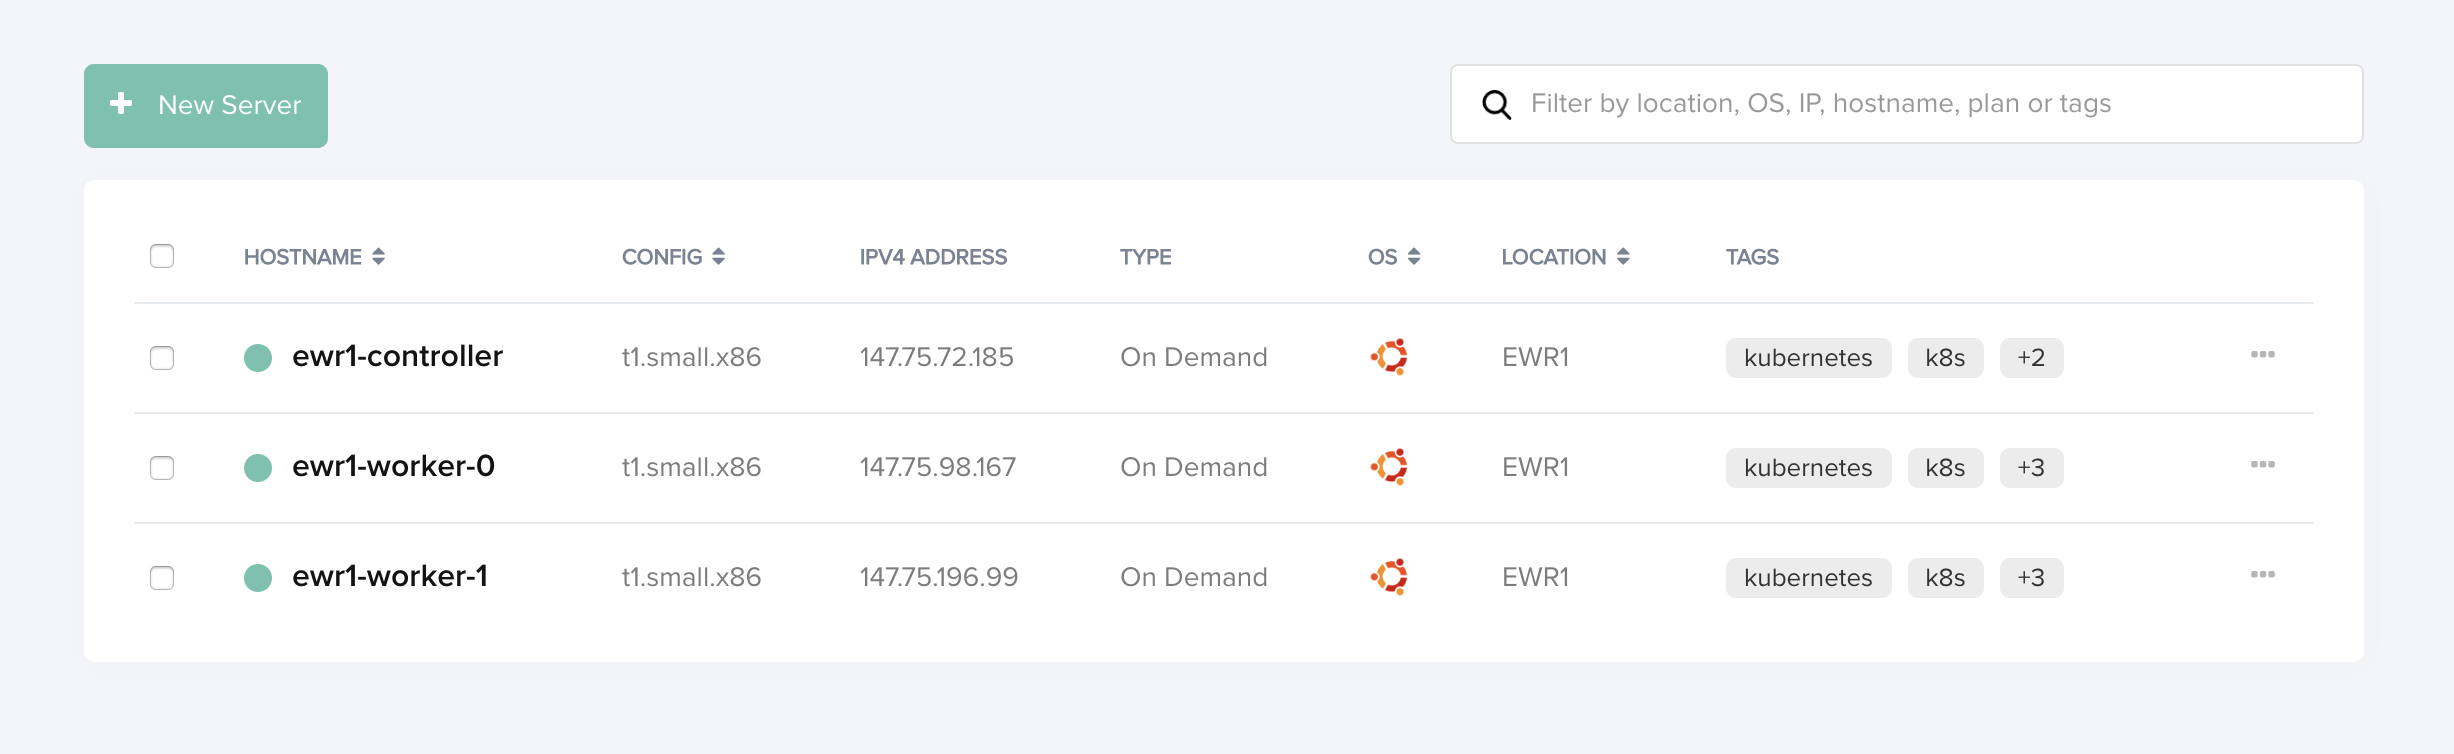 New Server
Filter by location, OS, IP, hostname, plan or tags
HOSTNAME CONFIG IPV4 ADDRESS TYPE OS LOCATION TAGS
ewr1-controller t1.small.x86 147.75.72.185 On Demand EWR1 kubernetes k8s +2
ewr1-worker-0 t1.small.x86 147.75.98.167 On Demand EWR1 kubernetes k8s +3
ewr1-worker-1 t1.small.x86 147.75.196.99 On Demand EWR1 kubernetes k8s +3